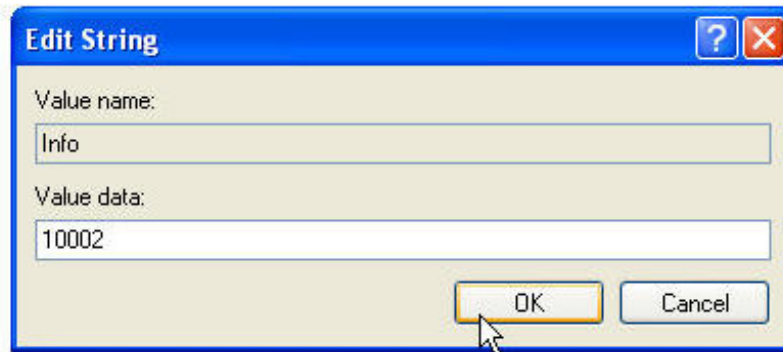 Edit String
Value name:
Info
Value data:
10002
OK Cancel